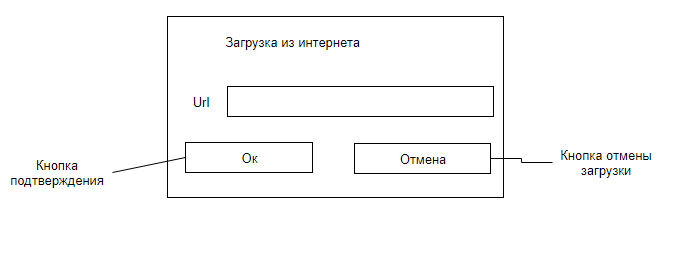 Загрузка из интернета
Url
Ок
Отмена
Кнопка
подтверждения
Кнопка отмены
загрузки